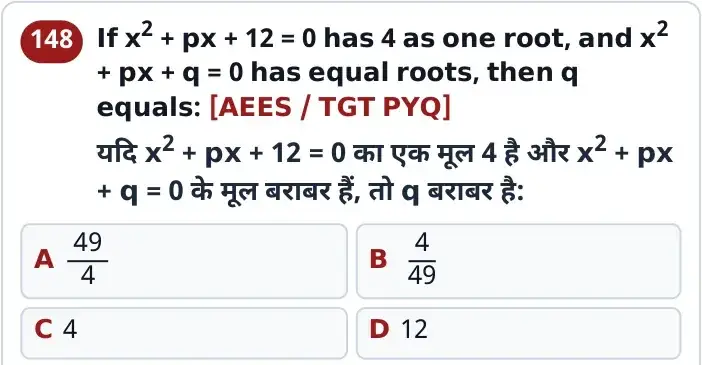 148 If x² + px + 12 = 0 has 4 as one root, and x²
+ px + q = 0 has equal roots, then q
equals: [AEES / TGT PYQ]
यदि x² + px + 12 = 0 का एक मूल 4 है और x² + px
+ q = 0 के मूल बराबर हैं, तो q बराबर है:
A 49/4
B 4/49
C 4
D 12